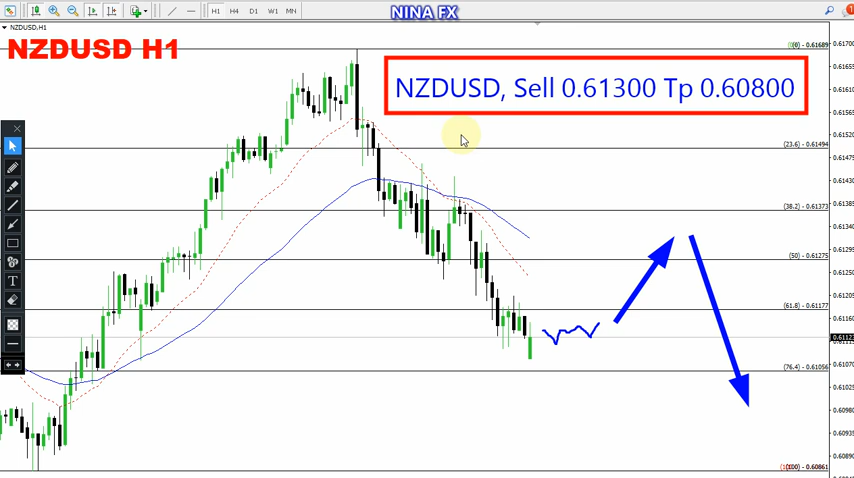 H1 H4 D1 W1 MN
NINA FX
NZDUSD,H1
NZDUSD H1
NZDUSD, Sell 0.61300 Tp 0.60800
(0) - 0.61689
(23.6) - 0.61494
(38.2) - 0.61373
(50) - 0.61275
(61.8) - 0.61177
(76.4) - 0.61056
(100) - 0.60861
0.61700
0.61655
0.61610
0.61565
0.61520
0.61475
0.61430
0.61385
0.61340
0.61295
0.61250
0.61205
0.61160
0.61123
0.61070
0.61025
0.60980
0.60935
0.60890
T